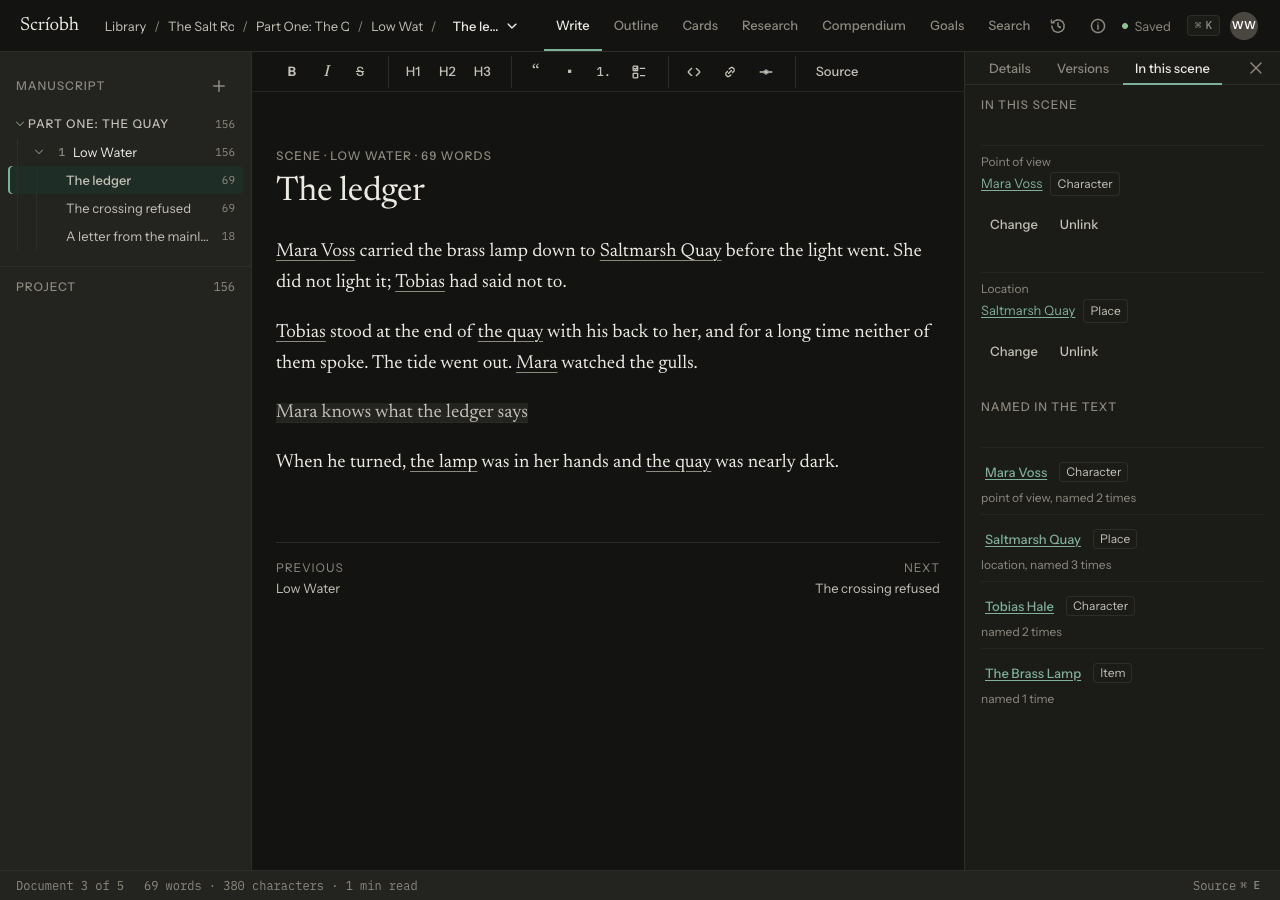 Scríobh
Library / The Salt Ro / Part One: The Q / Low Wat / The le...
Write Outline Cards Research Compendium Goals Search Saved ⌘ K WW
MANUSCRIPT
PART ONE: THE QUAY 156
1 Low Water 156
The ledger 69
The crossing refused 69
A letter from the mainl... 18
PROJECT 156
B I S H1 H2 H3 “ 1. Source
SCENE · LOW WATER · 69 WORDS
The ledger
Mara Voss carried the brass lamp down to Saltmarsh Quay before the light went. She
did not light it; Tobias had said not to.
Tobias stood at the end of the quay with his back to her, and for a long time neither of
them spoke. The tide went out. Mara watched the gulls.
Mara knows what the ledger says
When he turned, the lamp was in her hands and the quay was nearly dark.
PREVIOUS
Low Water
NEXT
The crossing refused
Details Versions In this scene
IN THIS SCENE
Point of view
Mara Voss Character
Change Unlink
Location
Saltmarsh Quay Place
Change Unlink
NAMED IN THE TEXT
Mara Voss Character
point of view, named 2 times
Saltmarsh Quay Place
location, named 3 times
Tobias Hale Character
named 2 times
The Brass Lamp Item
named 1 time
Document 3 of 5 69 words · 380 characters · 1 min read
Source ⌘ E